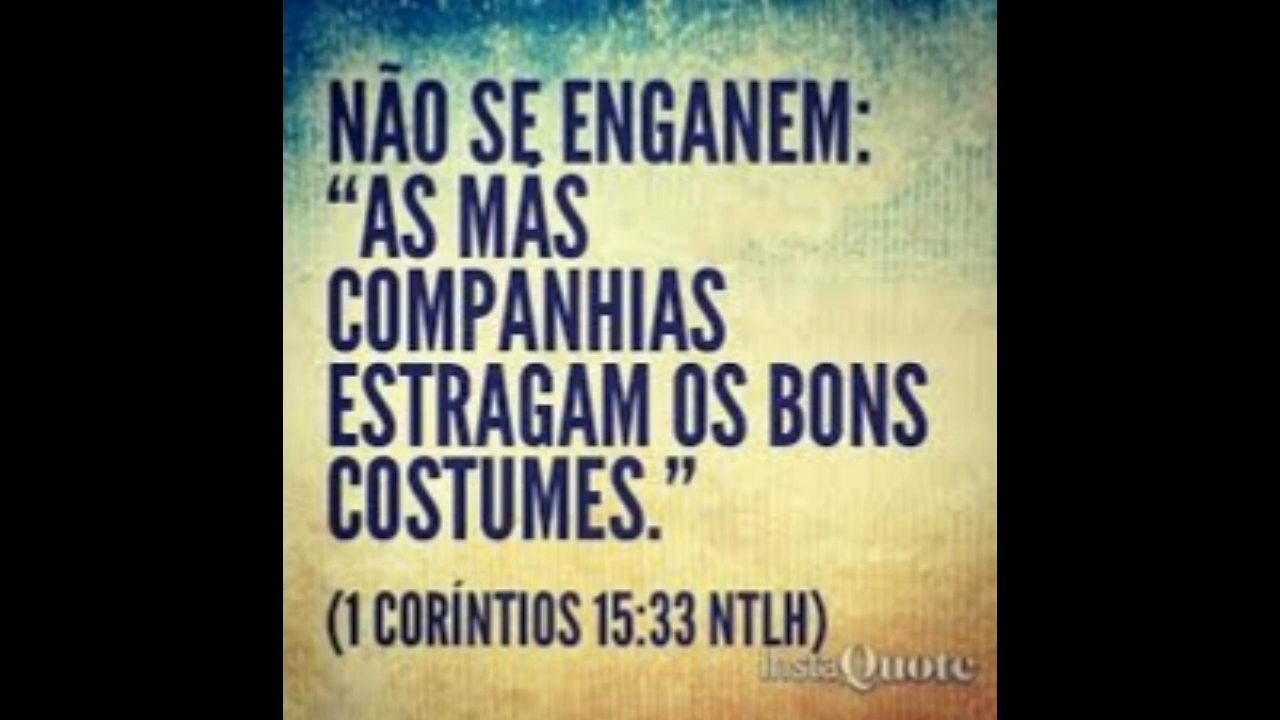 NÃO SE ENGANEM:
“AS MÁS
COMPANHIAS
ESTRAGAM OS BONS
COSTUMES.”
(1 CORÍNTIOS 15:33 NTLH)
InstaQuote